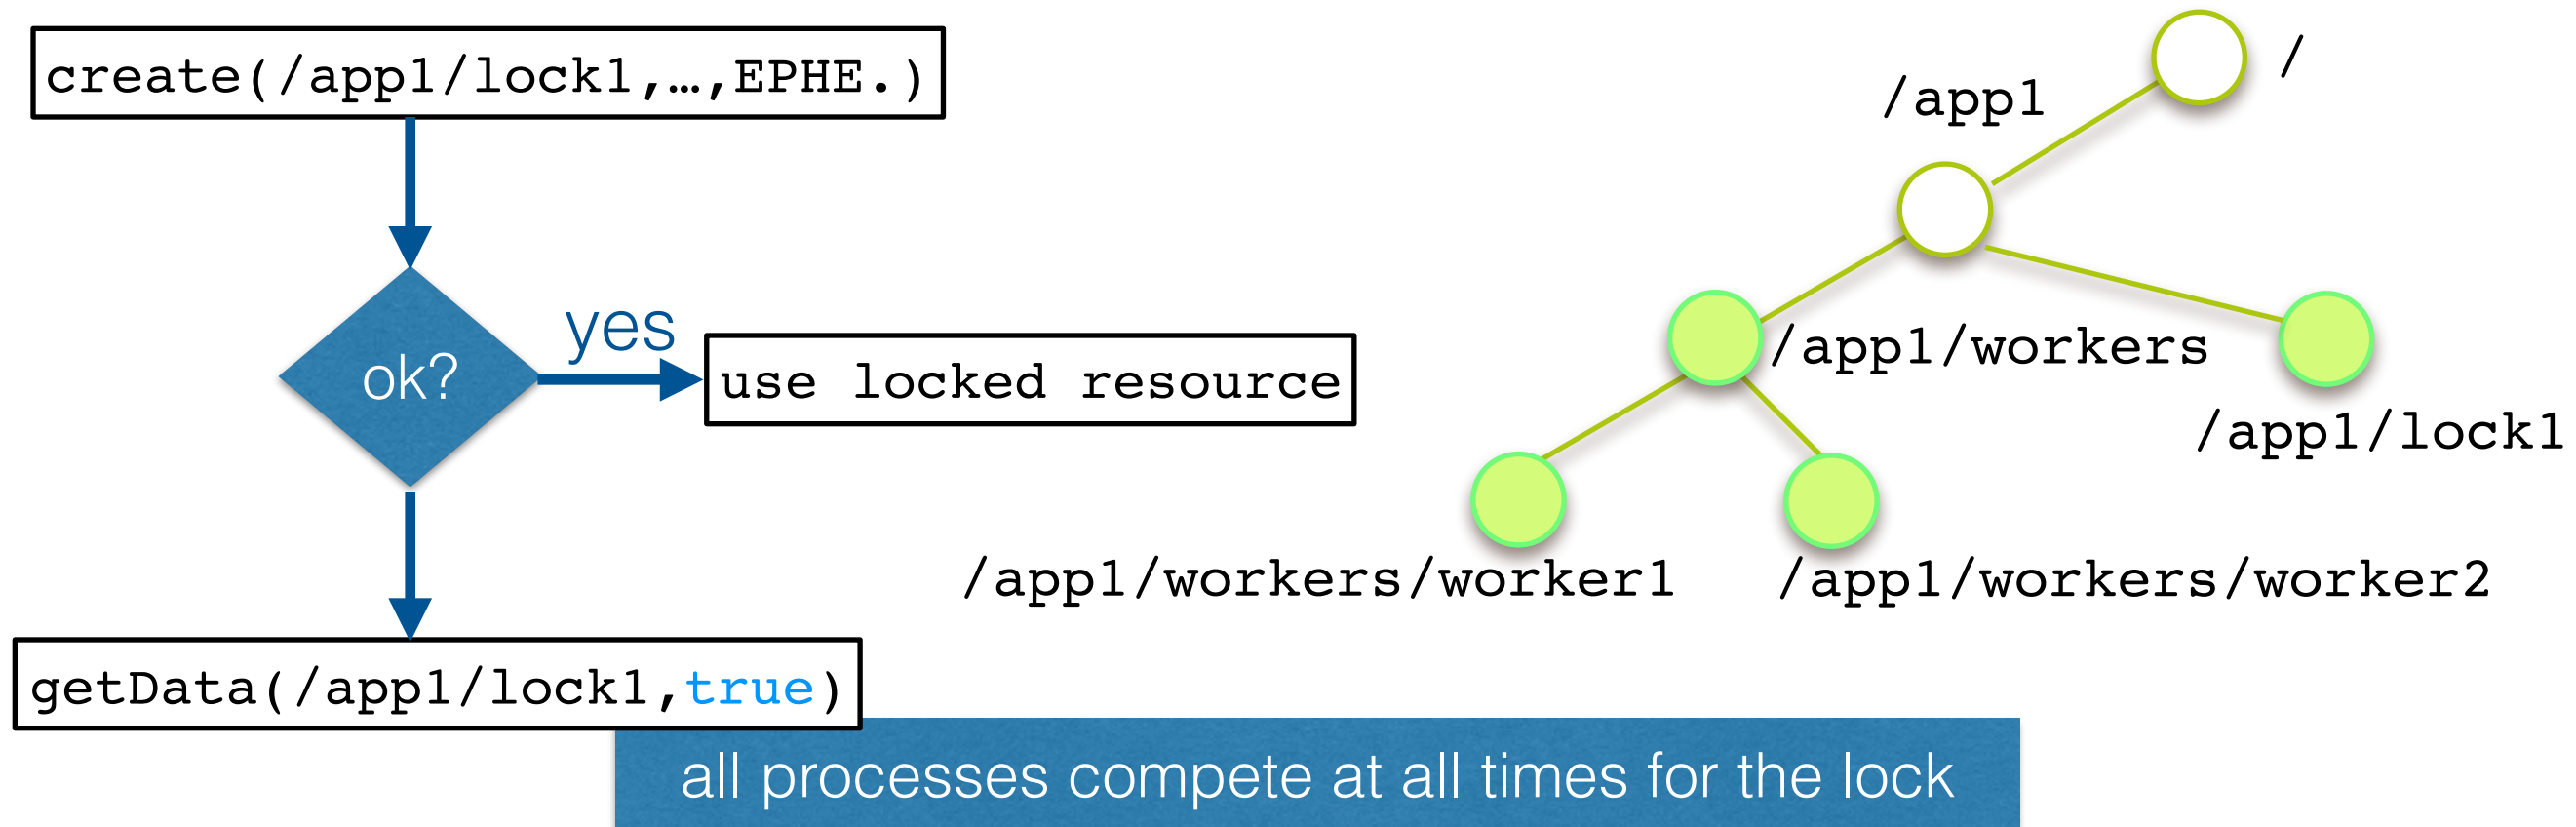 create(/app1/lock1,…,EPHE.)
ok?
yes
use locked resource
getData(/app1/lock1,true)
/
/app1
/app1/workers
/app1/lock1
/app1/workers/worker1
/app1/workers/worker2
all processes compete at all times for the lock